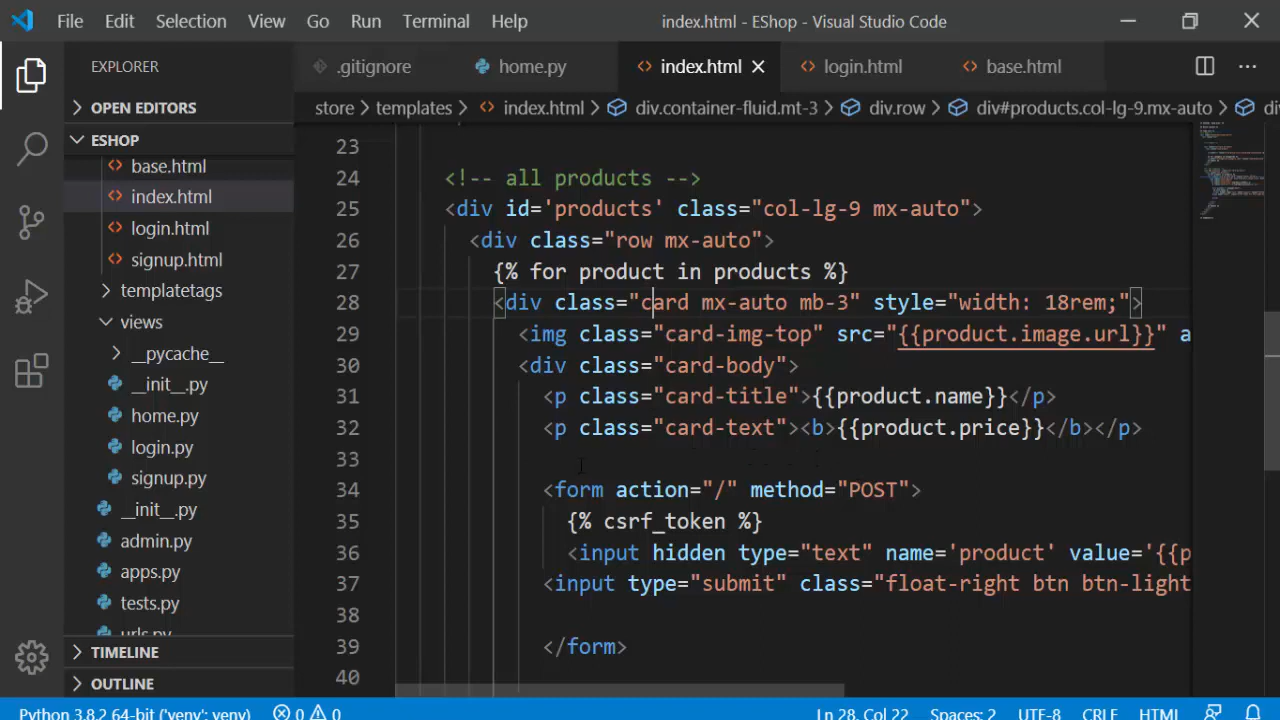 File Edit Selection View Go Run Terminal Help index.html - EShop - Visual Studio Code
EXPLORER
.gitignore home.py index.html login.html base.html
OPEN EDITORS
ESHOP
base.html
index.html
login.html
signup.html
templatetags
views
__pycache__
__init__.py
home.py
login.py
signup.py
__init__.py
admin.py
apps.py
tests.py
urls.py
TIMELINE
OUTLINE
store > templates > index.html > div.container-fluid.mt-3 > div.row > div#products.col-lg-9.mx-auto >
23
24 <!-- all products -->
25 <div id='products' class="col-lg-9 mx-auto">
26 <div class="row mx-auto">
27 {% for product in products %}
28 <div class="card mx-auto mb-3" style="width: 18rem;">
29 <img class="card-img-top" src="{{product.image.url}}" a
30 <div class="card-body">
31 <p class="card-title">{{product.name}}</p>
32 <p class="card-text"><b>{{product.price}}</b></p>
33
34 <form action="/" method="POST">
35 {% csrf_token %}
36 <input hidden type="text" name='product' value='{{p
37 <input type="submit" class="float-right btn btn-light
38
39 </form>
40
Python 3.8.2 64-bit ('venv': venv) 0 0 Ln 28, Col 22 Spaces: 2 UTF-8 CRLF HTML